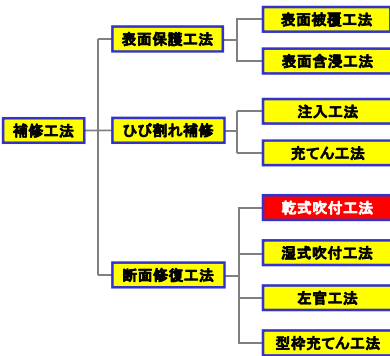 補修工法
表面保護工法
表面被覆工法
表面含浸工法
ひび割れ補修
注入工法
充てん工法
断面修復工法
乾式吹付工法
湿式吹付工法
左官工法
型枠充てん工法